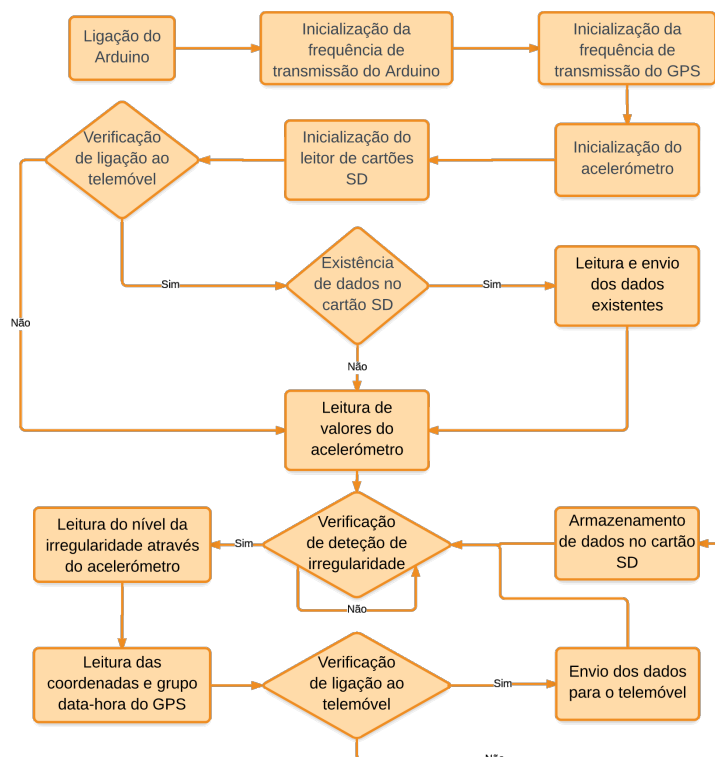 Ligação do
Arduino
Inicialização da
frequência de
transmissão do Arduino
Inicialização da
frequência de
transmissão do GPS
Verificação
de ligação ao
telemóvel
Inicialização do
leitor de cartões
SD
Inicialização do
acelerómetro
Existência
de dados no
cartão SD
Sim
Sim
Leitura e envio
dos dados
existentes
Não
Não
Leitura de
valores do
acelerómetro
Leitura do nível da
irregularidade através
do acelerómetro
Sim
Verificação
de deteção de
irregularidade
Não
Armazenamento
de dados no cartão
SD
Leitura das
coordenadas e grupo
data-hora do GPS
Verificação
de ligação ao
telemóvel
Sim
Envio dos dados
para o telemóvel